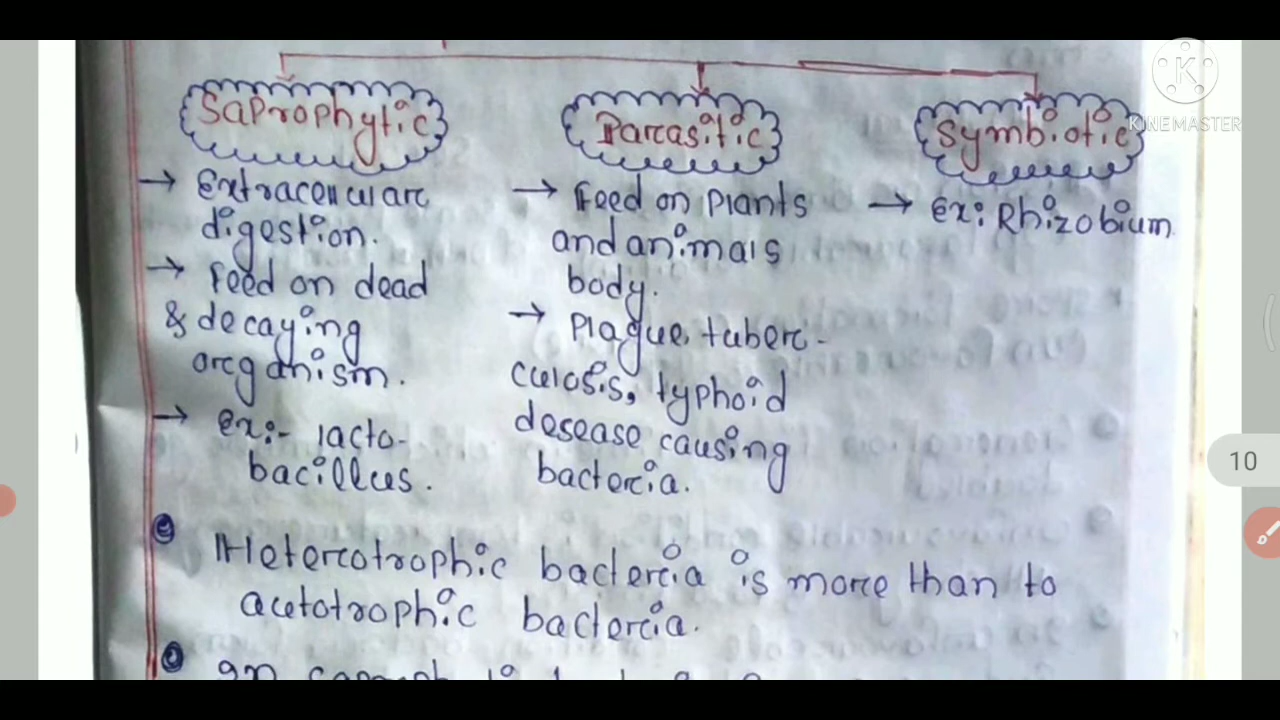 Saprophytic
Parasitic
Symbiotic
KINEMASTER
→ Extracellular
digestion.
→ Feed on dead
& decaying
organism.
→ Ex:- lacto-
bacillus.
→ Feed on Plants
and animals
body.
→ Plague, tuber-
culosis, typhoid
desease causing
bacteria.
→ Ex: Rhizobium
10
Heterotrophic bacteria is more than to
autotrophic bacteria.